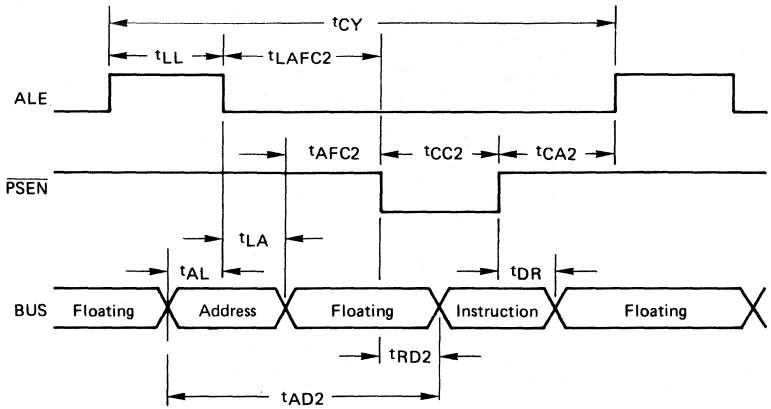 tCY
tLL
tLAFC2
ALE
tAFC2
tCC2
tCA2
PSEN
tLA
tAL
tDR
BUS
Floating
Address
Floating
Instruction
Floating
tRD2
tAD2